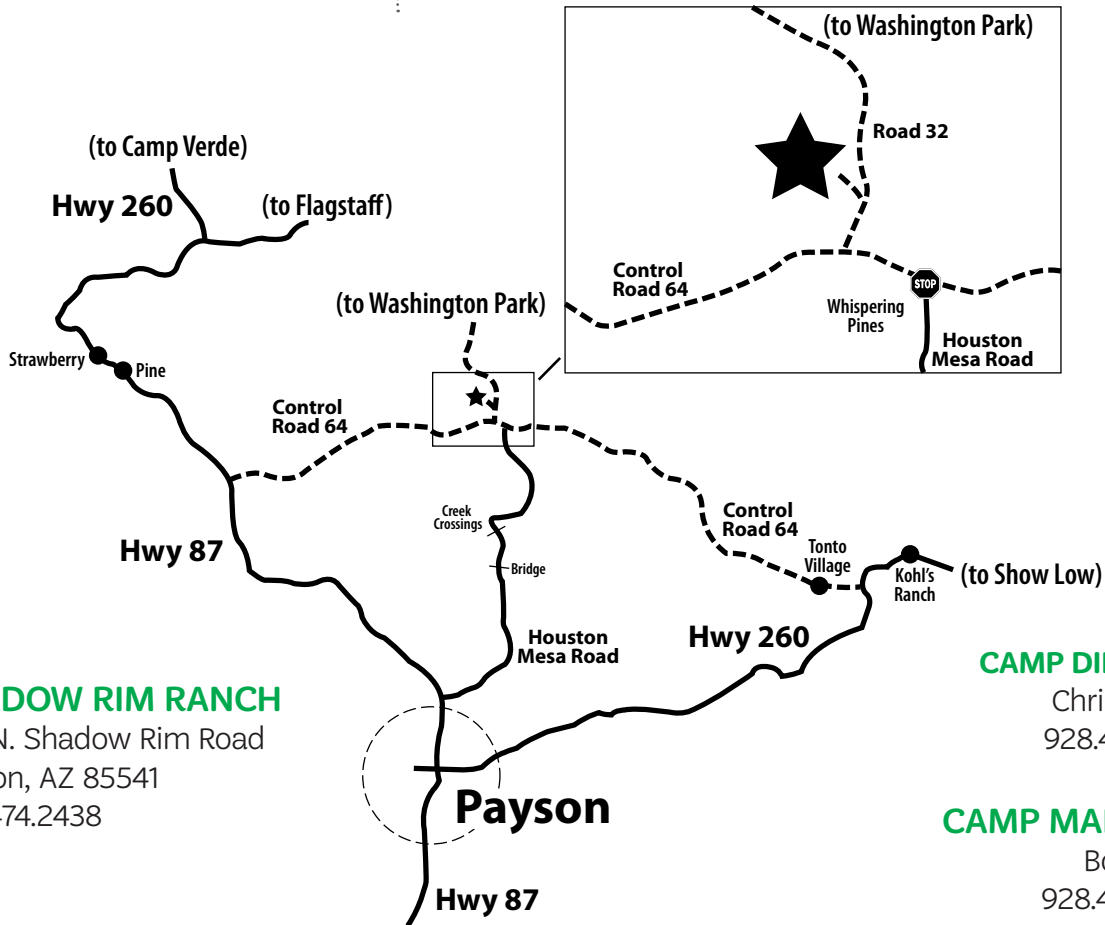 (to Washington Park)
Road 32
Control
Road 64
STOP
Whispering
Pines
Houston
Mesa Road
(to Camp Verde)
Hwy 260
(to Flagstaff)
(to Washington Park)
Strawberry
Pine
Control
Road 64
Creek
Crossings
Control
Road 64
Hwy 87
Bridge
Tonto
Village
Kohl's
Ranch
(to Show Low)
Houston
Mesa Road
Hwy 260
DOW RIM RANCH
N. Shadow Rim Road
on, AZ 85541
74.2438
Payson
Hwy 87
CAMP DI
Chri
928.4
CAMP MA
Bo
928.4